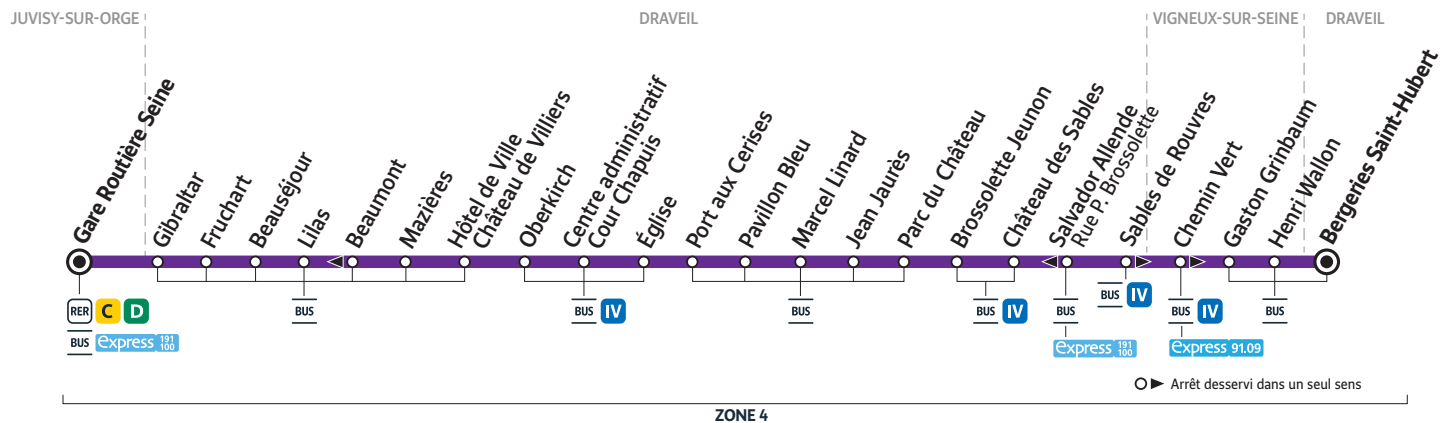 JUVISY-SUR-ORGE
DRAVEIL
VIGNEUX-SUR-SEINE
DRAVEIL
Gare Routière Seine
Gibraltar
Fruchart
Beauséjour
Lilas
Beaumont
Mazières
Hôtel de Ville
Château de Villiers
Oberkirch
Centre administratif
Cour Chapuis
Église
Port aux Cerises
Pavillon Bleu
Marcel Linard
Jean Jaurès
Parc du Château
Brossolette Jeunon
Château des Sables
Salvador Allende
Rue P. Brossolette
Sables de Rouvres
Chemin Vert
Gaston Grinbaum
Henri Wallon
Bergeries Saint-Hubert
RER C D
BUS express 191 100
BUS
BUS IV
BUS
BUS IV
BUS
express 191 100
BUS IV
BUS IV
express 91.09
BUS
Arrêt desservi dans un seul sens
ZONE 4